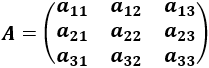 A = ( a11 a12 a13
a21 a22 a23
a31 a32 a33 )